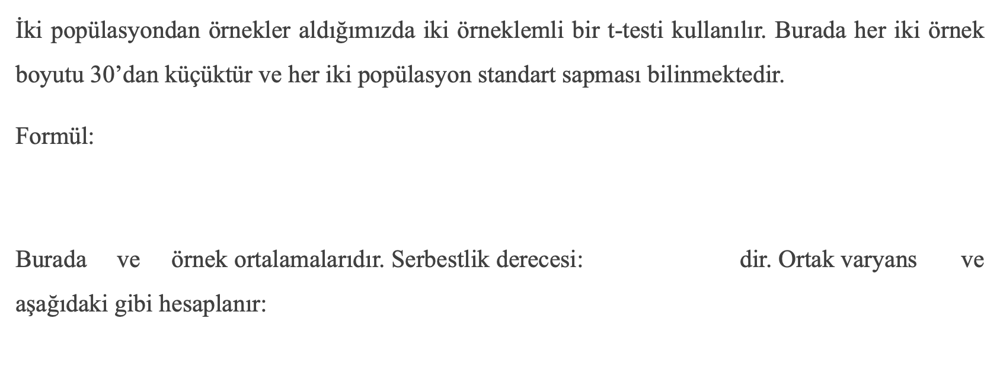 İki popülasyondan örnekler aldığımızda iki örneklemli bir t-testi kullanılır. Burada her iki örnek
boyutu 30’dan küçüktür ve her iki popülasyon standart sapması bilinmektedir.
Formül:
Burada ve örnek ortalamalarıdır. Serbestlik derecesi: dir. Ortak varyans ve
aşağıdaki gibi hesaplanır: